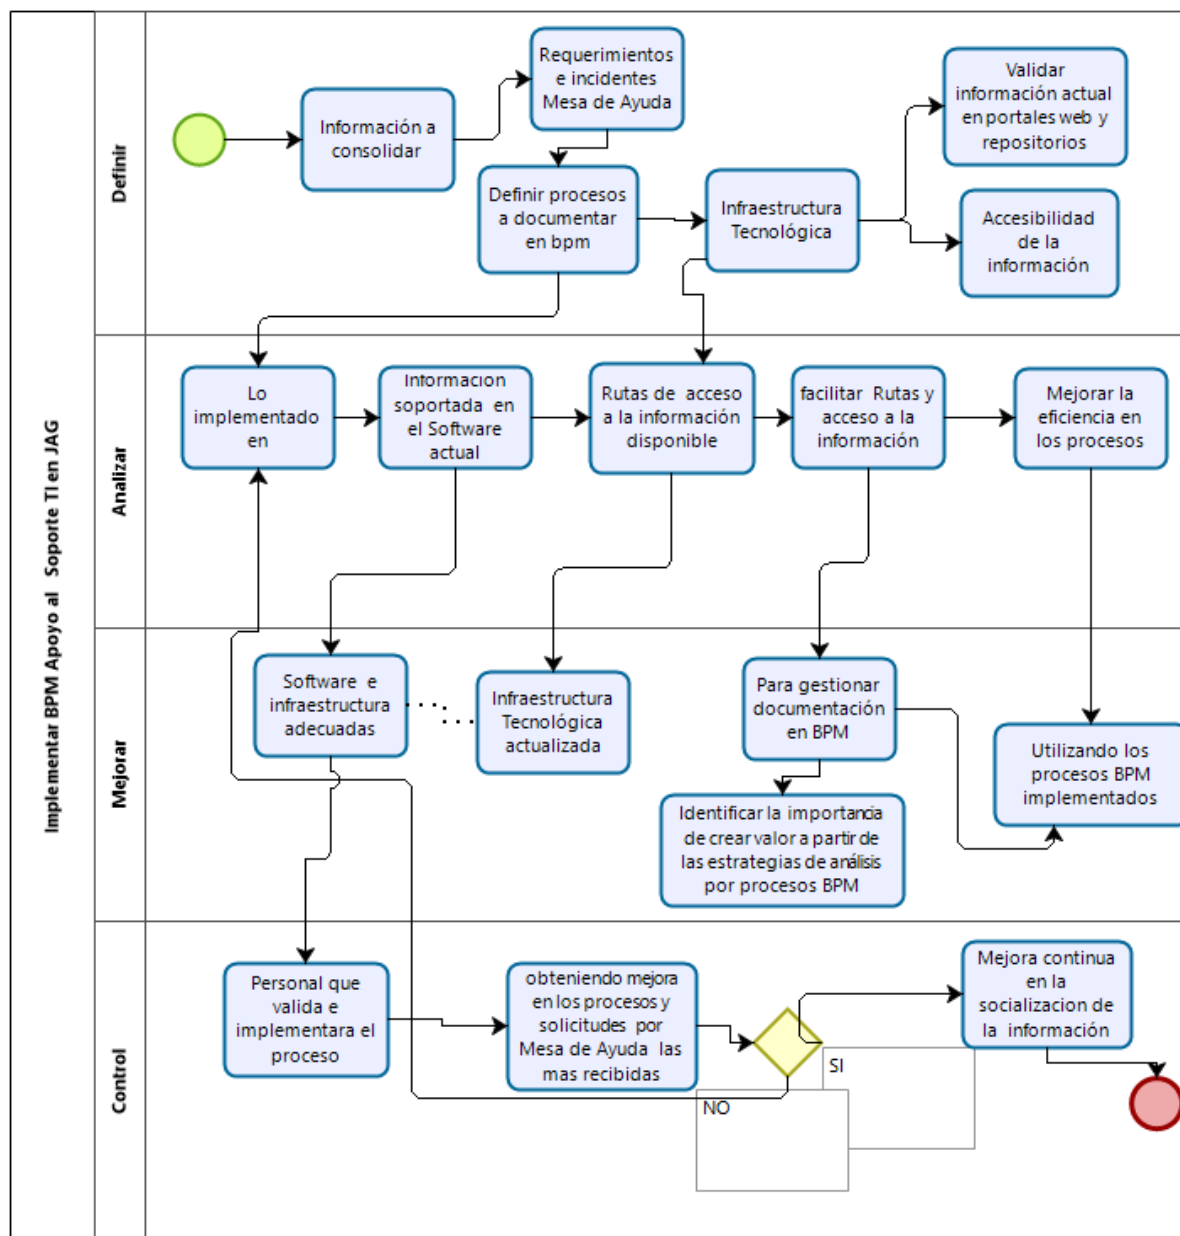 Implementar BPM Apoyo al Soporte TI en JAG
Definir
Información a
consolidar
Requerimientos
e incidentes
Mesa de Ayuda
Definir procesos
a documentar
en bpm
Infraestructura
Tecnológica
Validar
información actual
en portales web y
repositorios
Accesibilidad
de la
información
Analizar
Lo
implementado
en
Información
soportada en
el Software
actual
Rutas de acceso
a la información
disponible
facilitar Rutas y
acceso a la
información
Mejorar la
eficiencia en
los procesos
Mejorar
Software e
infraestructura
adecuadas
Infraestructura
Tecnológica
actualizada
Para gestionar
documentación
en BPM
Identificar la importancia
de crear valor a partir de
las estrategias de análisis
por procesos BPM
Utilizando los
procesos BPM
implementados
Control
Personal que
valida e
implementara el
proceso
obteniendo mejora
en los procesos y
solicitudes por
Mesa de Ayuda las
mas recibidas
SI
NO
Mejora continua
en la
socializacion de
la información